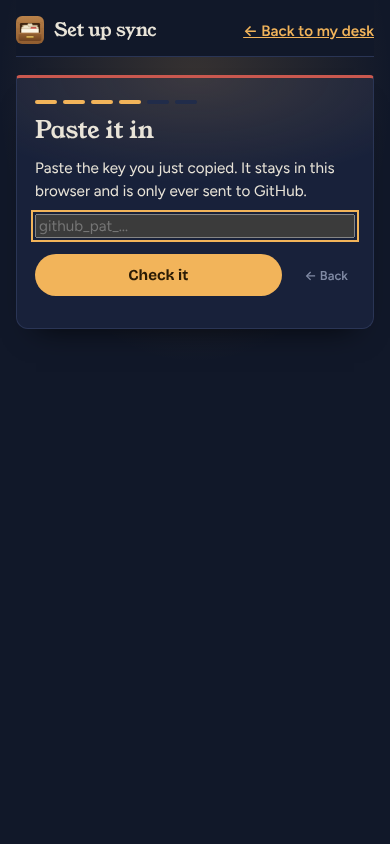 Set up sync
← Back to my desk
Paste it in
Paste the key you just copied. It stays in this
browser and is only ever sent to GitHub.
github_pat_…
Check it
← Back